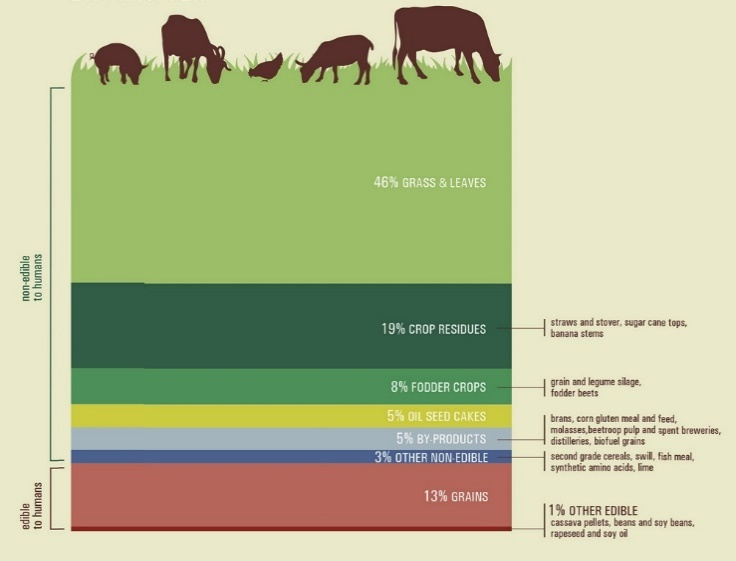 46% GRASS & LEAVES
non-edible
to humans
19% CROP RESIDUES
straws and stover, sugar cane tops,
banana stems
8% FODDER CROPS
grain and legume silage,
fodder beets
5% OIL SEED CAKES
5% BY-PRODUCTS
brans, corn gluten meal and feed,
molasses,beetroop pulp and spent breweries,
distilleries, biofuel grains
3% OTHER NON-EDIBLE
second grade cereals, swill, fish meal,
synthetic amino acids, lime
edible
to humans
13% GRAINS
1% OTHER EDIBLE
cassava pellets, beans and soy beans,
rapeseed and soy oil